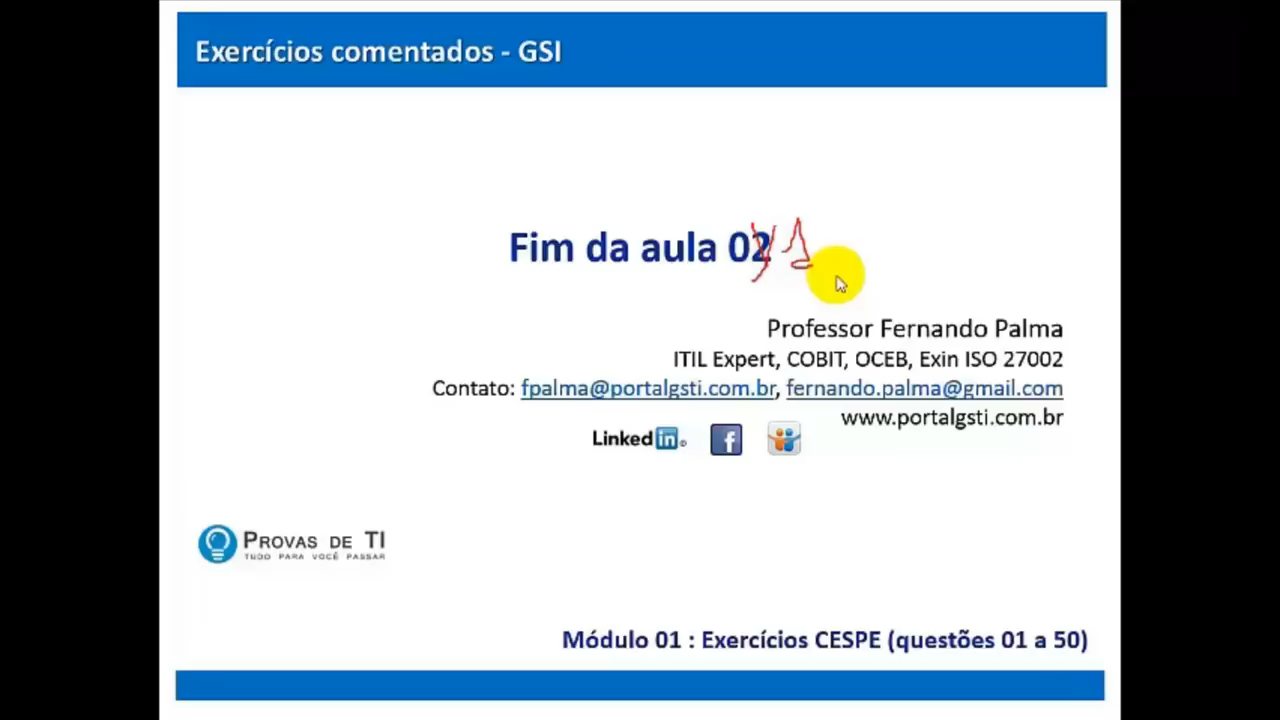 Exercícios comentados - GSI
Fim da aula 02 1
Professor Fernando Palma
ITIL Expert, COBIT, OCEB, Exin ISO 27002
Contato: fpalma@portalgsti.com.br, fernando.palma@gmail.com
www.portalgsti.com.br
Linked in
f
PROVAS DE TI
TUDO PARA VOCÊ PASSAR
Módulo 01 : Exercícios CESPE (questões 01 a 50)